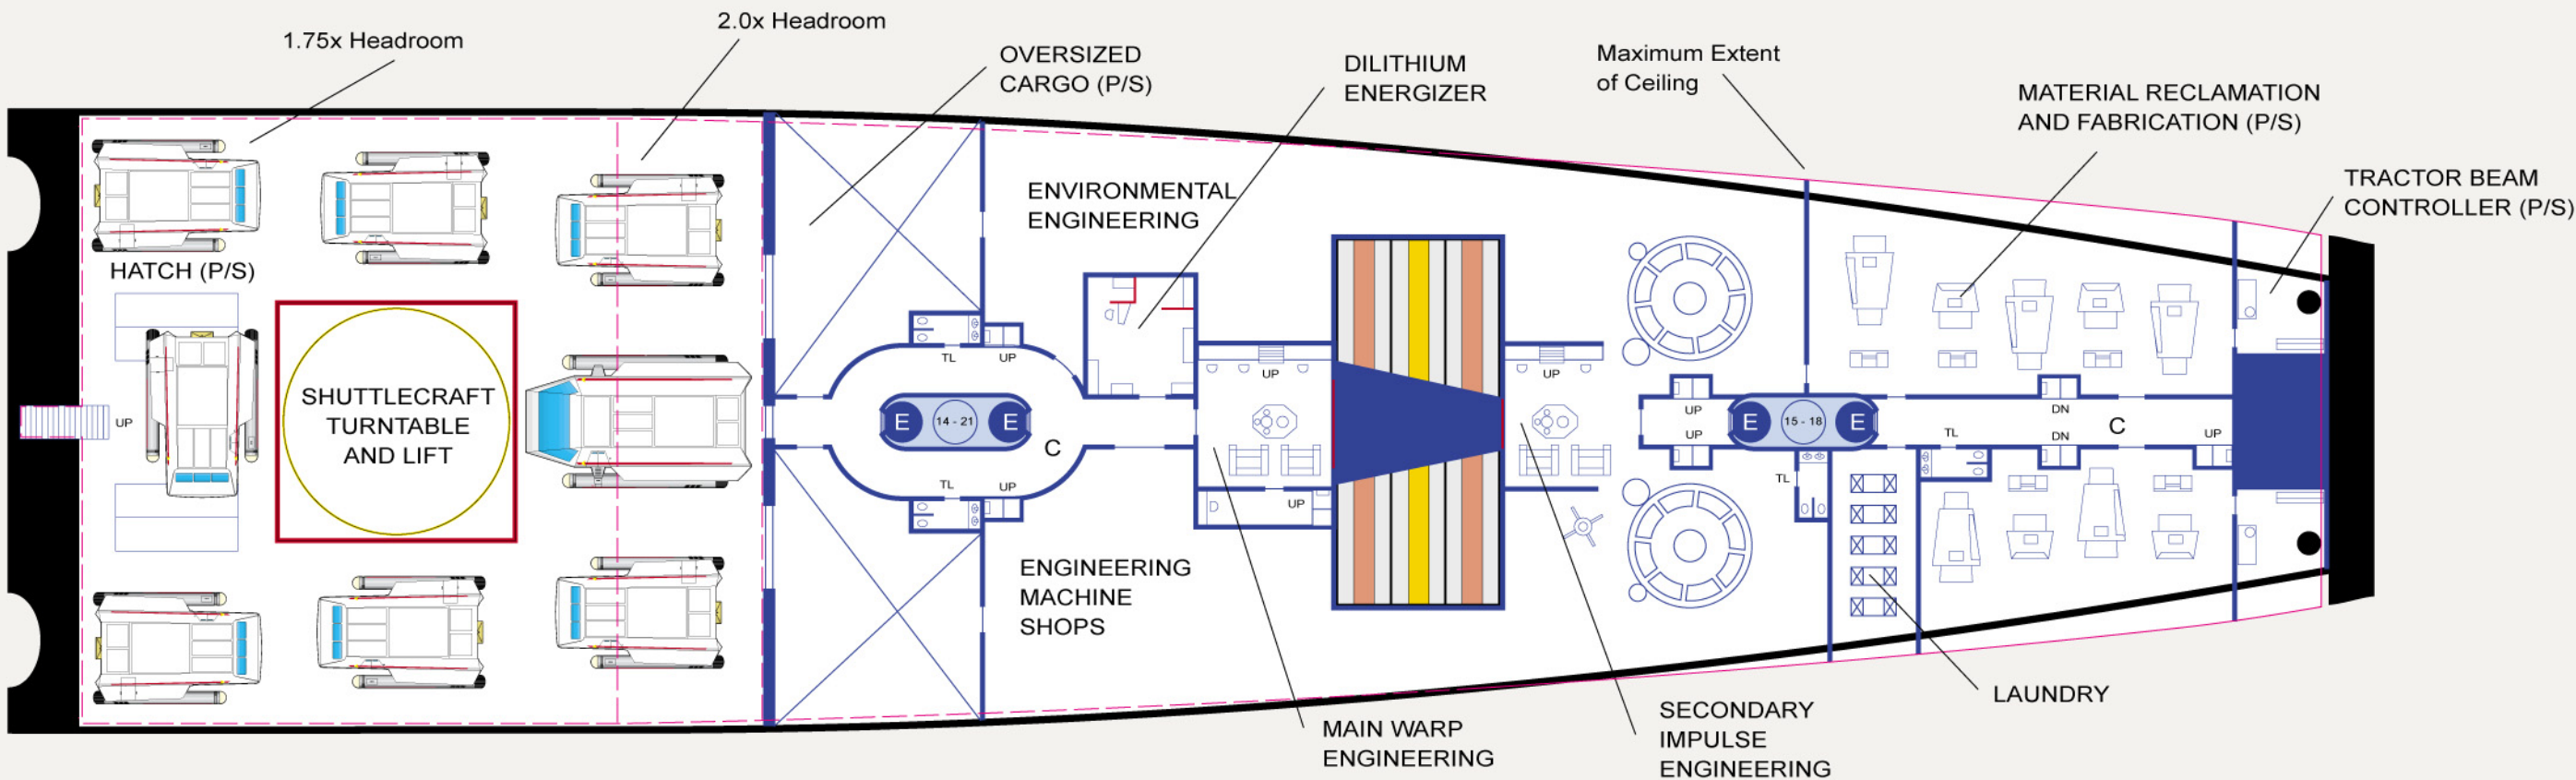 1.75x Headroom
2.0x Headroom
OVERSIZED
CARGO (P/S)
DILITHIUM
ENERGIZER
Maximum Extent
of Ceiling
MATERIAL RECLAMATION
AND FABRICATION (P/S)
TRACTOR BEAM
CONTROLLER (P/S)
ENVIRONMENTAL
ENGINEERING
HATCH (P/S)
SHUTTLECRAFT
TURNTABLE
AND LIFT
UP
TL
UP
E
14 - 21
E
C
TL
UP
UP
UP
UP
UP
UP
E
15 - 18
E
TL
TL
DN
DN
C
UP
ENGINEERING
MACHINE
SHOPS
MAIN WARP
ENGINEERING
SECONDARY
IMPULSE
ENGINEERING
LAUNDRY